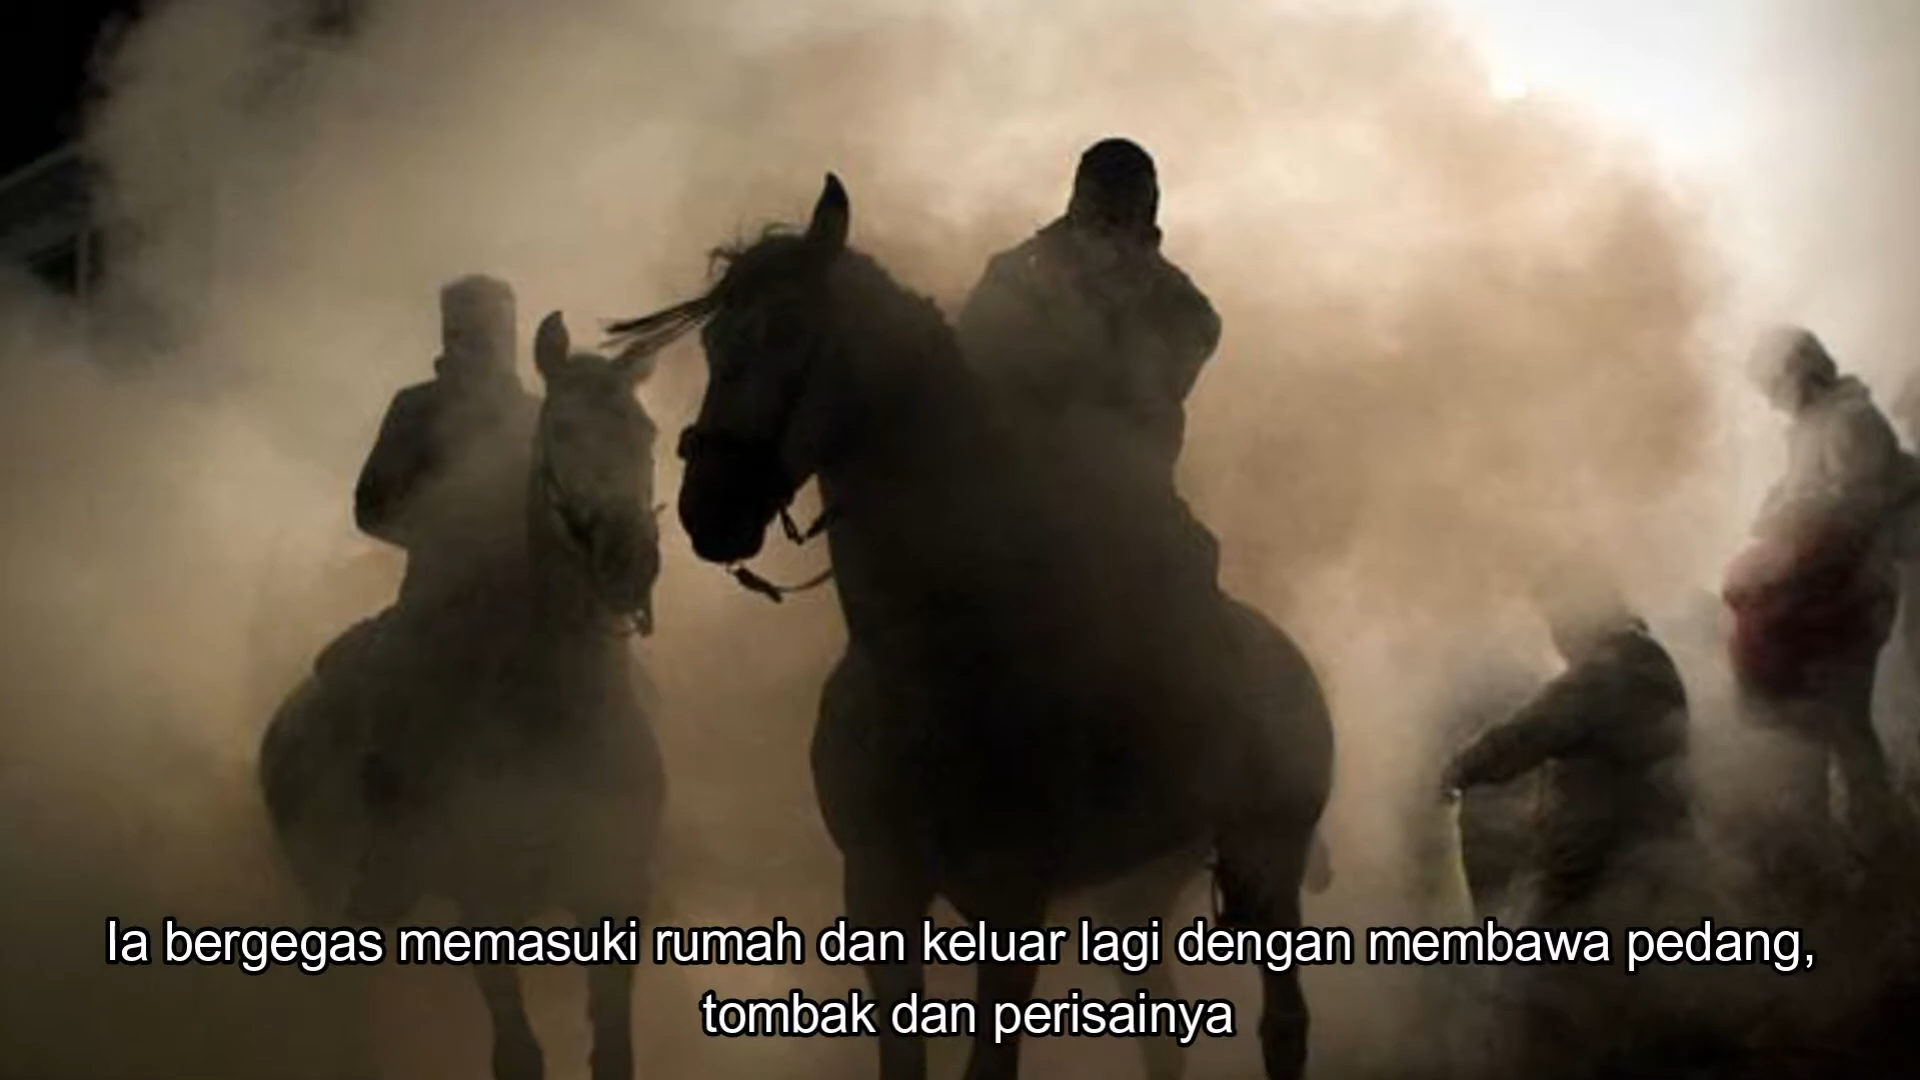 Ia bergegas memasuki rumah dan keluar lagi dengan membawa pedang,
tombak dan perisainya